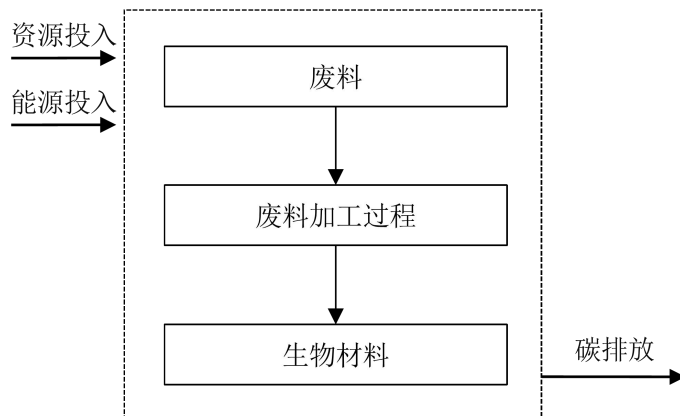 资源投入
能源投入
废料
废料加工过程
生物材料
碳排放